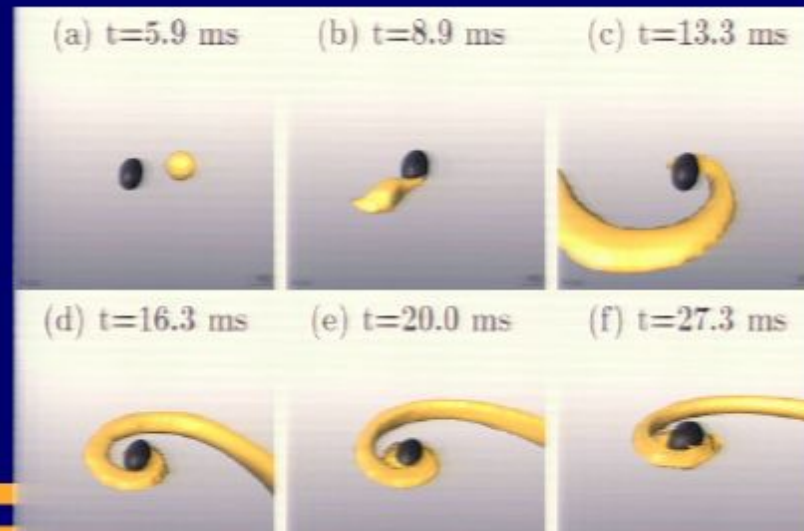 (a) t=5.9 ms (b) t=8.9 ms (c) t=13.3 ms
(d) t=16.3 ms (e) t=20.0 ms (f) t=27.3 ms